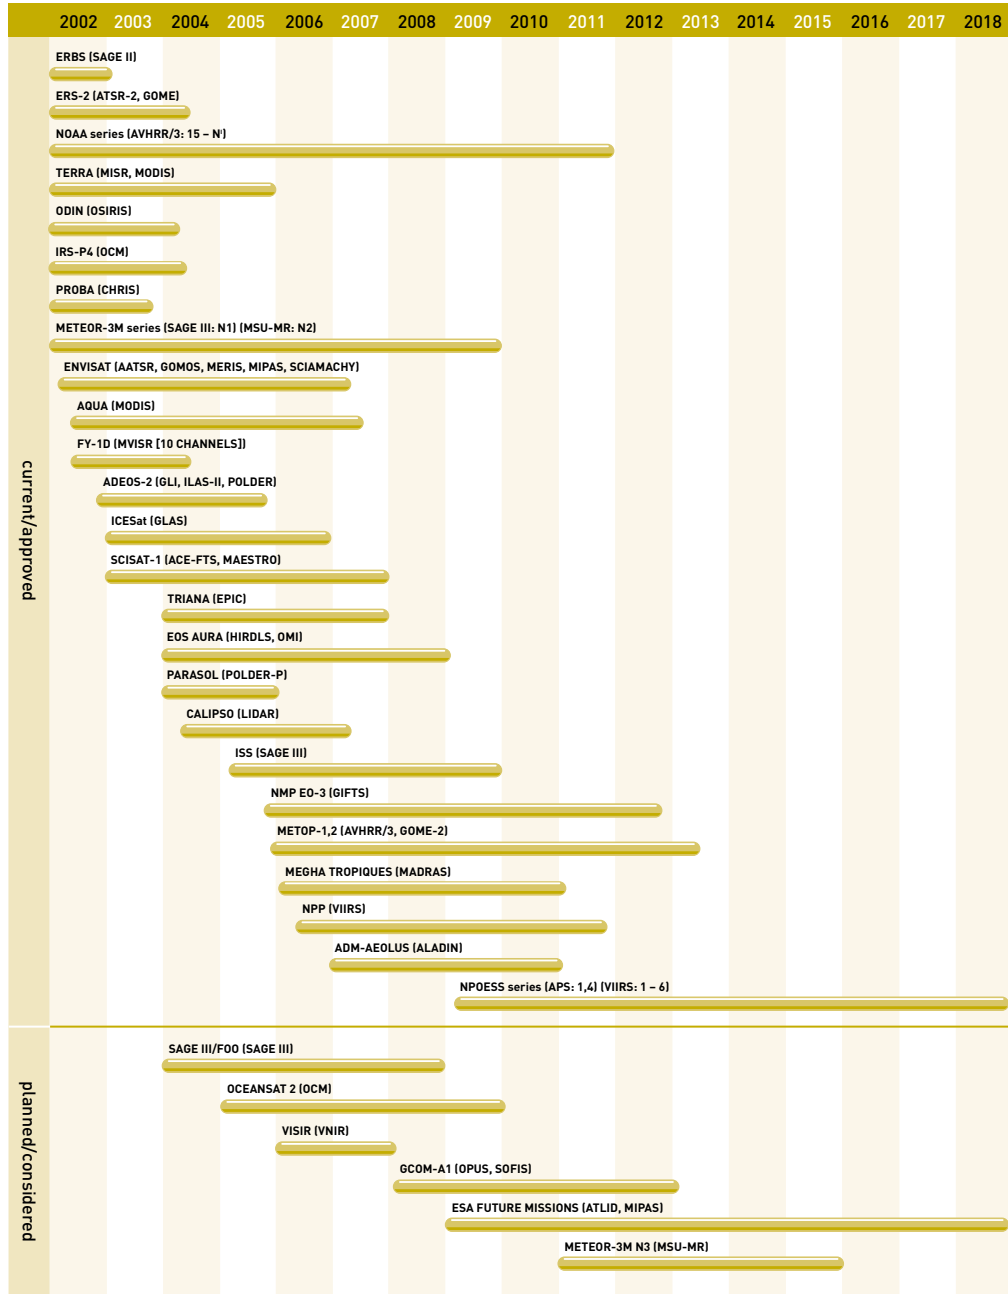 2002 2003 2004 2005 2006 2007 2008 2009 2010 2011 2012 2013 2014 2015 2016 2017 2018
current/approved
ERBS (SAGE II)
ERS-2 (ATSR-2, GOME)
NOAA series (AVHRR/3: 15 – N')
TERRA (MISR, MODIS)
ODIN (OSIRIS)
IRS-P4 (OCM)
PROBA (CHRIS)
METEOR-3M series (SAGE III: N1) (MSU-MR: N2)
ENVISAT (AATSR, GOMOS, MERIS, MIPAS, SCIAMACHY)
AQUA (MODIS)
FY-1D (MVISR [10 CHANNELS])
ADEOS-2 (GLI, ILAS-II, POLDER)
ICESat (GLAS)
SCISAT-1 (ACE-FTS, MAESTRO)
TRIANA (EPIC)
EOS AURA (HIRDLS, OMI)
PARASOL (POLDER-P)
CALIPSO (LIDAR)
ISS (SAGE III)
NMP EO-3 (GIFTS)
METOP-1,2 (AVHRR/3, GOME-2)
MEGHA TROPIQUES (MADRAS)
NPP (VIIRS)
ADM-AEOLUS (ALADIN)
NPOESS series (APS: 1,4) (VIIRS: 1 – 6)
planned/considered
SAGE III/FOO (SAGE III)
OCEANSAT 2 (OCM)
VISIR (VNIR)
GCOM-A1 (OPUS, SOFIS)
ESA FUTURE MISSIONS (ATLID, MIPAS)
METEOR-3M N3 (MSU-MR)